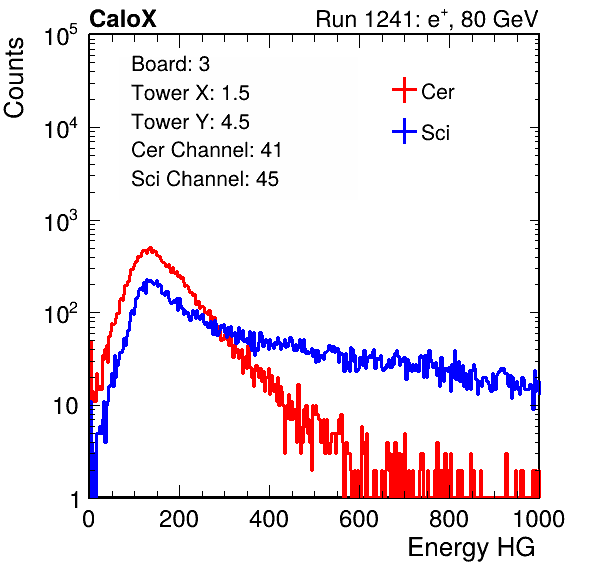 CaloX Run 1241: e⁺, 80 GeV
Counts
Board: 3
Tower X: 1.5
Tower Y: 4.5
Cer Channel: 41
Sci Channel: 45
Cer
Sci
10⁵
10⁴
10³
10²
10
1
0 200 400 600 800 1000
Energy HG